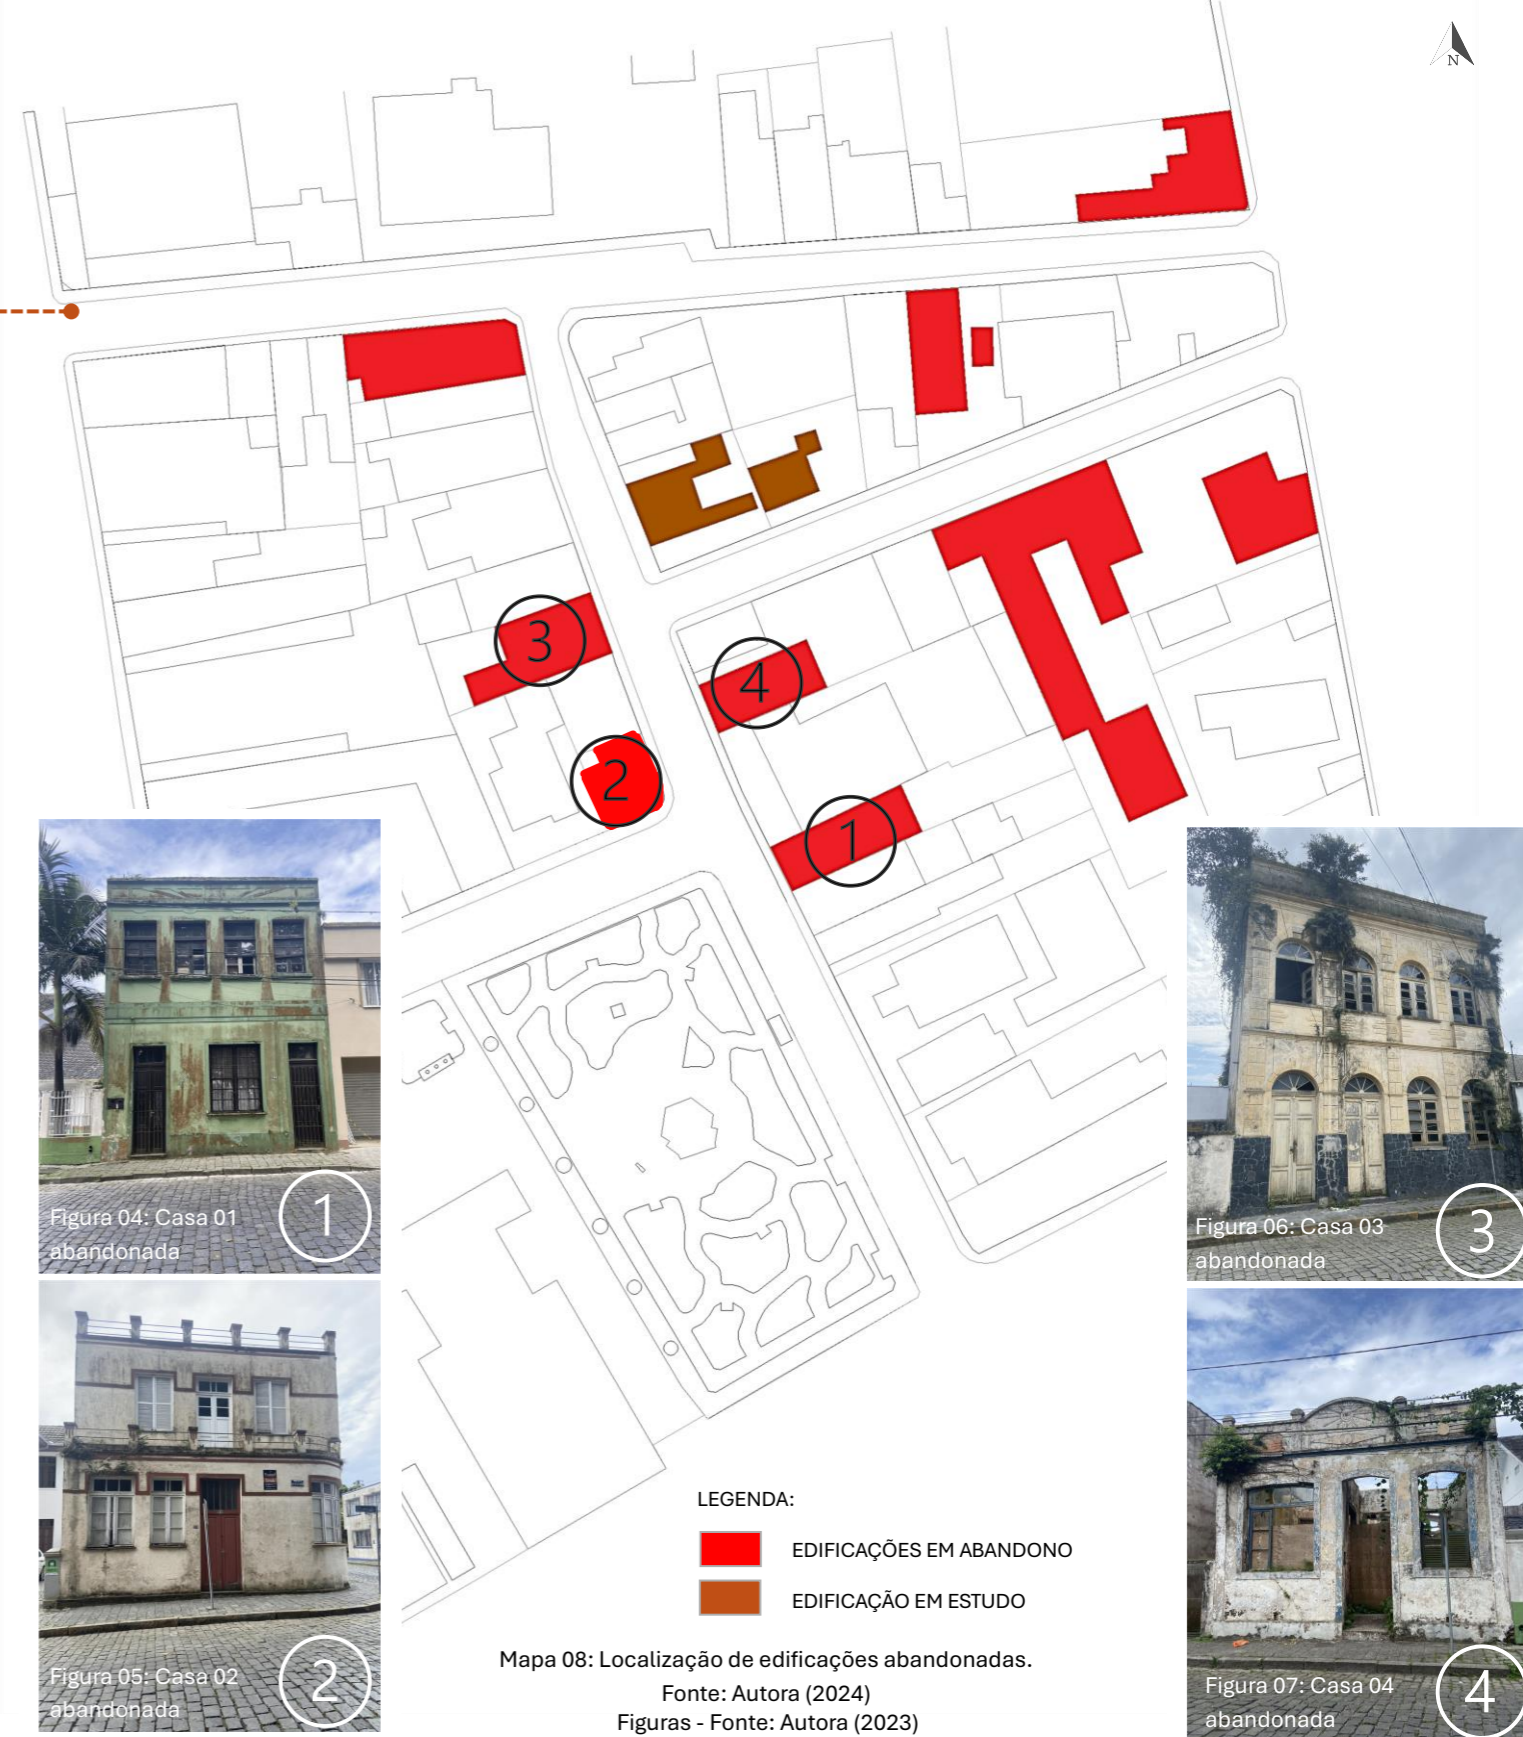 N
3
4
2
1
Figura 04: Casa 01
abandonada
1
Figura 06: Casa 03
abandonada
3
Figura 05: Casa 02
abandonada
2
Figura 07: Casa 04
abandonada
4
LEGENDA:
EDIFICAÇÕES EM ABANDONO
EDIFICAÇÃO EM ESTUDO
Mapa 08: Localização de edificações abandonadas.
Fonte: Autora (2024)
Figuras - Fonte: Autora (2023)